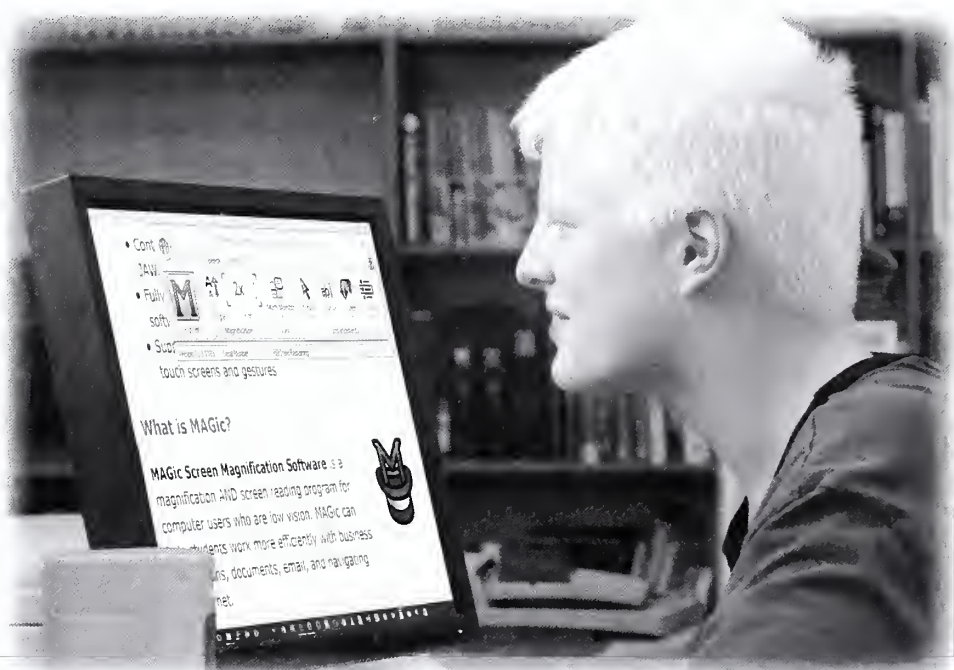 • Cont
JAW
M
2x
• Fully
soft
• Sup
touch screens and gestures
What is MAGic?
MAGic Screen Magnification Software is a
magnification AND screen reading program for
computer users who are low vision. MAGic can
students work more efficiently with business
ns, documents, email, and navigating
net.